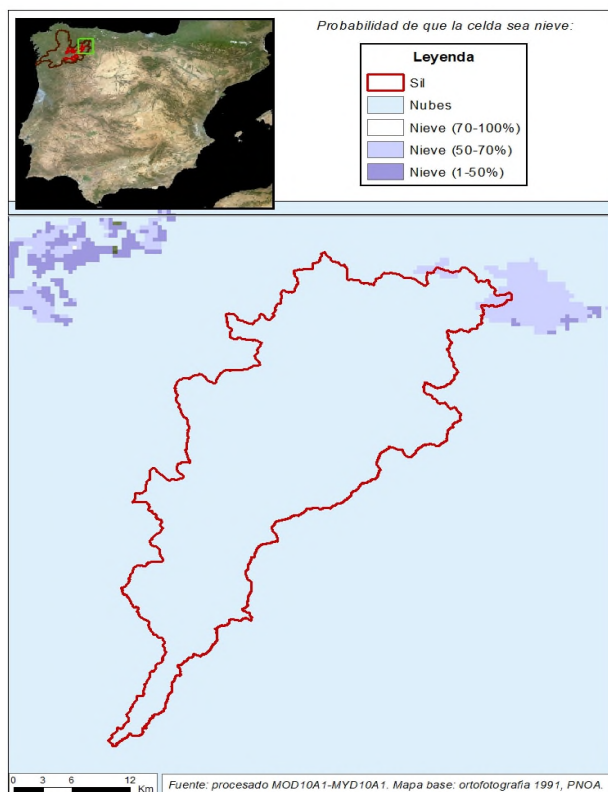 Probabilidad de que la celda sea nieve:
Leyenda
Sil
Nubes
Nieve (70-100%)
Nieve (50-70%)
Nieve (1-50%)
0 3 6 12
Km
Fuente: procesado MOD10A1-MYD10A1. Mapa base: ortofotografia 1991, PNOA.